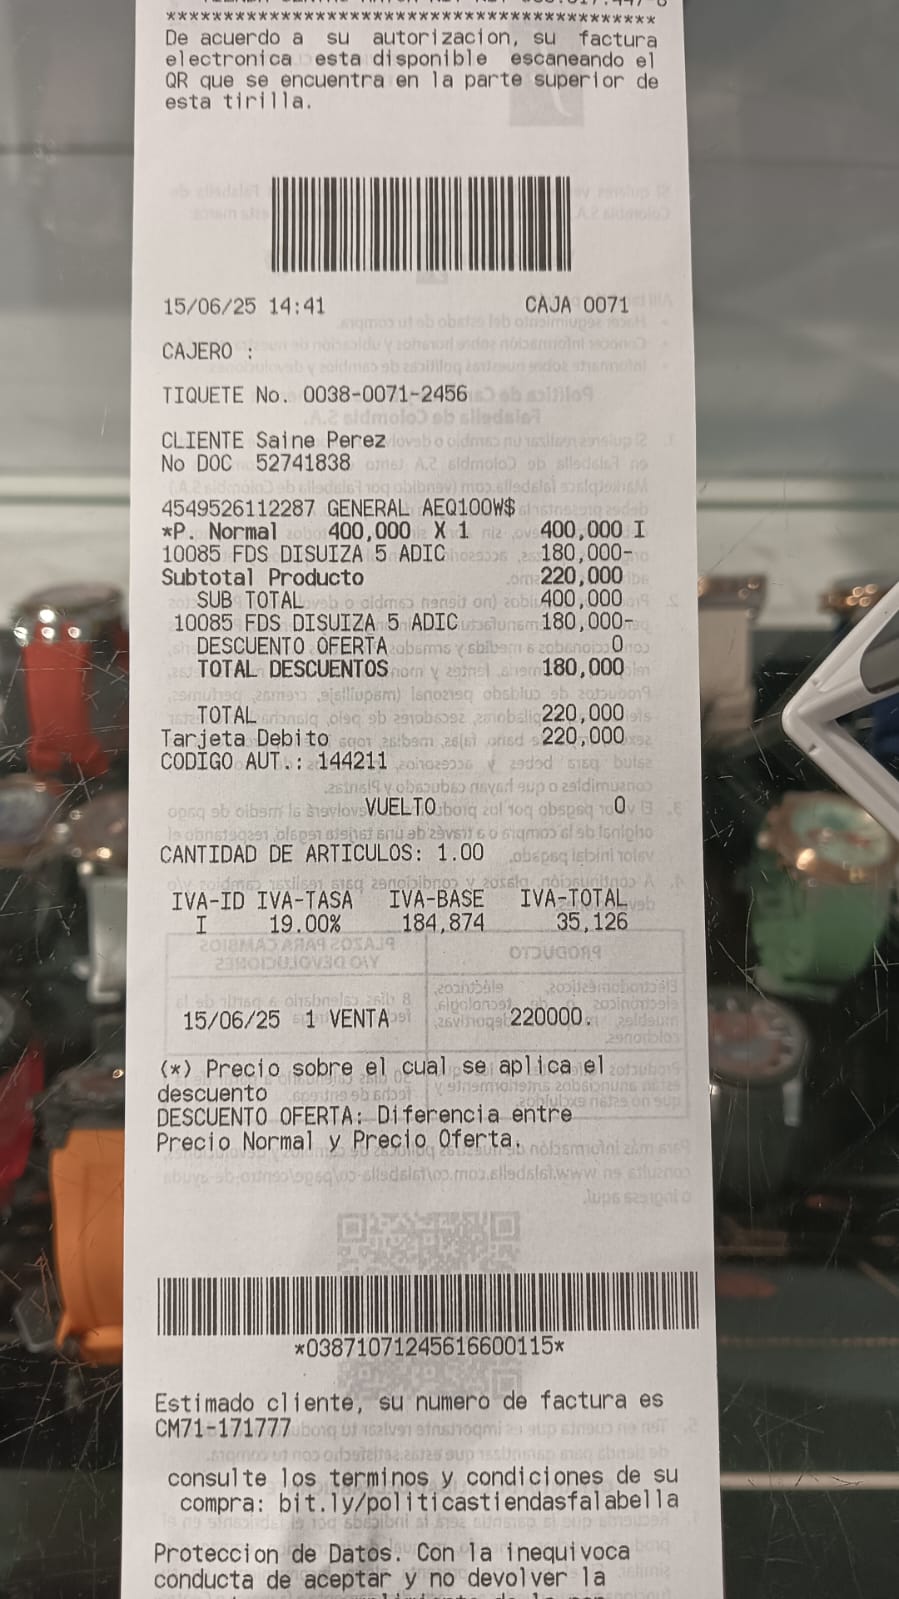 ****************************************
De acuerdo a su autorizacion, su factura
electronica esta disponible escaneando el
QR que se encuentra en la parte superior de
esta tirilla.
15/06/25 14:41 CAJA 0071
CAJERO :
TIQUETE No. 0038-0071-2456
CLIENTE Saine Perez
No DOC 52741838
4549526112287 GENERAL AEQ100W$
*P. Normal 400,000 X 1 400,000 I
10085 FDS DISUIZA 5 ADIC 180,000-
Subtotal Producto 220,000
SUB TOTAL 400,000
10085 FDS DISUIZA 5 ADIC 180,000-
DESCUENTO OFERTA 0
TOTAL DESCUENTOS 180,000
TOTAL 220,000
Tarjeta Debito 220,000
CODIGO AUT.: 144211
VUELTO 0
CANTIDAD DE ARTICULOS: 1.00
IVA-ID IVA-TASA IVA-BASE IVA-TOTAL
I 19.00% 184,874 35,126
15/06/25 1 VENTA 220000.
(*) Precio sobre el cual se aplica el
descuento
DESCUENTO OFERTA: Diferencia entre
Precio Normal y Precio Oferta.
*03871071245616600115*
Estimado cliente, su numero de factura es
CM71-171777
consulte los terminos y condiciones de su
compra: bit.ly/politicastiendasfalabella
Proteccion de Datos. Con la inequivoca
conducta de aceptar y no devolver la